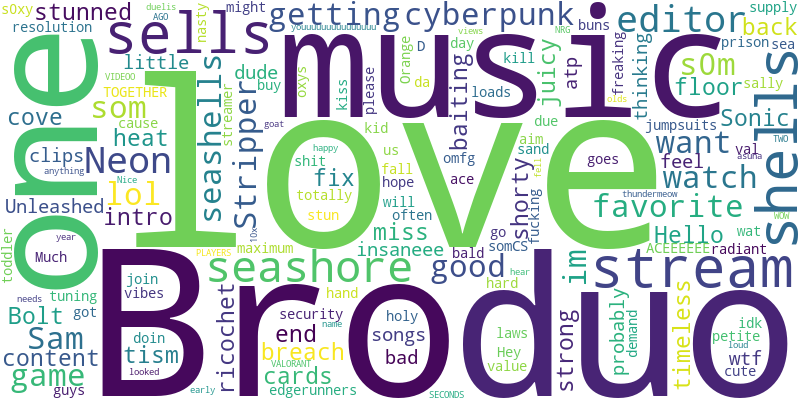 sOxy
AGO
duelis
getting
cyberpunk
views
NRG
buns
might
supply
resolution
stunned
nasty
youuuuuuuuuuuuuuu
D
day
editor
back
prison
sea
sells
music
one
little
dude
buy
oxys
Orange
da
kill
freaking
thinking
sOm
VIDEOO
TOGETHER
som
cause
streamer
kiss
please
loads
baiting
juicy
atp
floor
sally
olds
cove
heat
seashells
goat
kid
due
sand
aim
Sonic
jumpsuits
TWO
clips
Neon
Stripper
happy
shit
us
omfg
want
val
asuna
shells
anything
Nice
fix
fall
goes
feel
lol
love
totally
hope
ace
shorty
fucking
rell
watch
thundermeow
Unleashed
intro
stun
will
often
go
somCS
favorite
WOW
toddler
year
10x
miss
Hello
wat
Much
PLAYERS
maximum
insaneee
bald
ACEEEEEE
radiant
seashore
good
hear
im
stream
needs
join
tuning
vibes
hand
hard
Bolt
got
security
holy
songs
laws
idk
petite
Sam
doin
ricochet
end
Hey
strong
probably
demand
timeless
loud
content
tism
breach
bad
value
wtf
game
looked
VALORANT
name
cards
cute
guys
early
edgerunners
SECONDS
Bro
duo